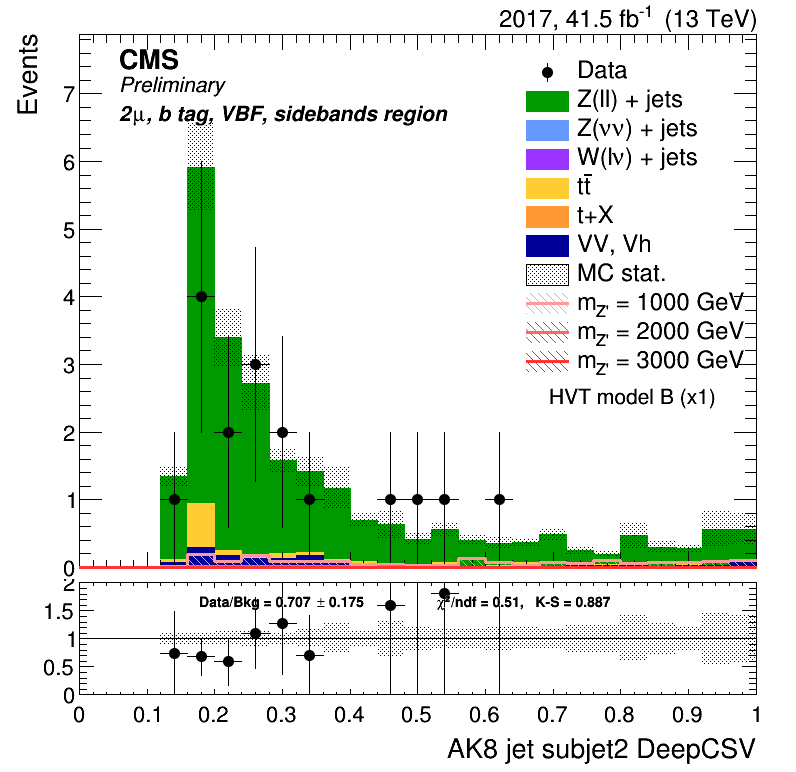 2017, 41.5 fb⁻¹ (13 TeV)
Events
CMS
Preliminary
2μ, b tag, VBF, sidebands region
Data
Z(ll) + jets
Z(νν) + jets
W(lν) + jets
tt̄
t+X
VV, Vh
MC stat.
m_Z' = 1000 GeV
m_Z' = 2000 GeV
m_Z' = 3000 GeV
HVT model B (x1)
7
6
5
4
3
2
1
0
2
1.5
1
0.5
0
Data/Bkg = 0.707 ± 0.175
χ²/ndf = 0.51, K-S = 0.887
0 0.1 0.2 0.3 0.4 0.5 0.6 0.7 0.8 0.9 1
AK8 jet subjet2 DeepCSV